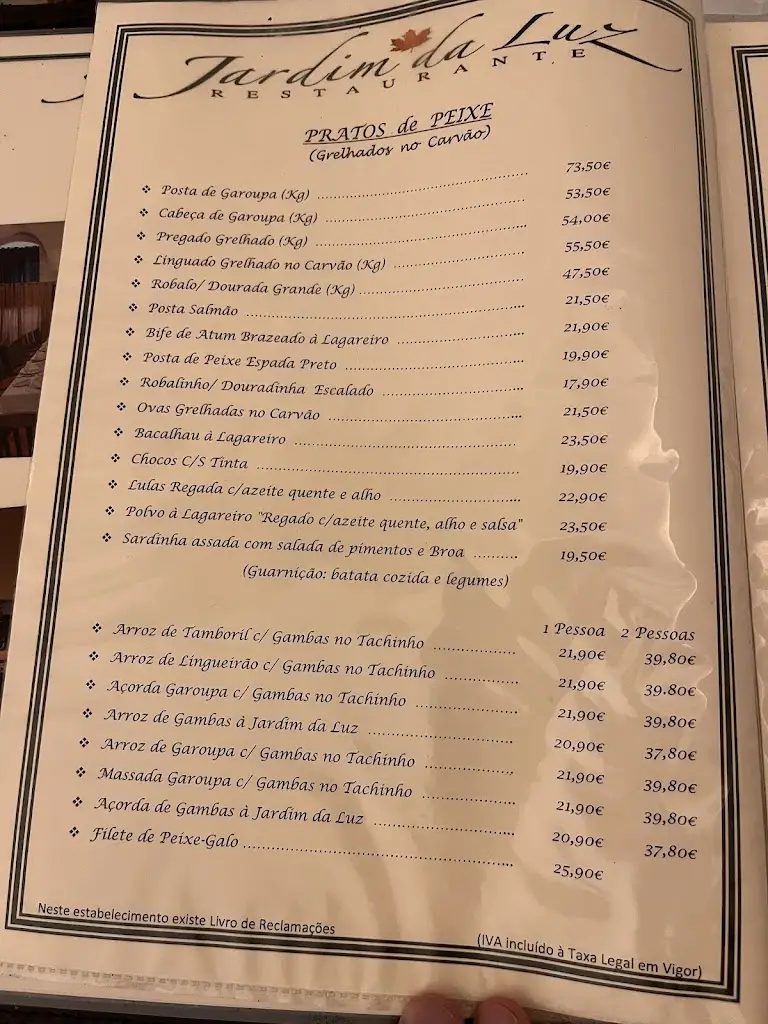 Jardim da Luz
RESTAURANTE
PRATOS de PEIXE
(Grelhados no Carvão)
❖ Posta de Garoupa (Kg) ........ 73,50€
❖ Cabeça de Garoupa (Kg) ........ 53,50€
❖ Pregado Grelhado (Kg) ........ 54,00€
❖ Linguado Grelhado no Carvão (Kg) ........ 55,50€
❖ Robalo/ Dourada Grande (Kg) ........ 47,50€
❖ Posta Salmão ........ 21,50€
❖ Bife de Atum Brazeado à Lagareiro ........ 21,90€
❖ Posta de Peixe Espada Preto ........ 19,90€
❖ Robalinho/ Douradinha Escalado ........ 17,90€
❖ Ovas Grelhadas no Carvão ........ 21,50€
❖ Bacalhau à Lagareiro ........ 23,50€
❖ Chocos C/S Tinta ........ 19,90€
❖ Lulas Regada c/azeite quente e alho ........ 22,90€
❖ Polvo à Lagareiro "Regado c/azeite quente, alho e salsa" 23,50€
❖ Sardinha assada com salada de pimentos e Broa ......... 19,50€
(Guarnição: batata cozida e legumes)
1 Pessoa 2 Pessoas
❖ Arroz de Tamboril c/ Gambas no Tachinho ........ 21,90€ 39,80€
❖ Arroz de Lingueirão c/ Gambas no Tachinho ........ 21,90€ 39.80€
❖ Açorda Garoupa c/ Gambas no Tachinho ........ 21,90€ 39,80€
❖ Arroz de Gambas à Jardim da Luz ........ 20,90€ 37,80€
❖ Arroz de Garoupa c/ Gambas no Tachinho ........ 21,90€ 39,80€
❖ Massada Garoupa c/ Gambas no Tachinho ........ 21,90€ 39,80€
❖ Açorda de Gambas à Jardim da Luz ........ 20,90€ 37,80€
❖ Filete de Peixe-Galo ........ 25,90€
Neste estabelecimento existe Livro de Reclamações
(IVA incluído à Taxa Legal em Vigor)